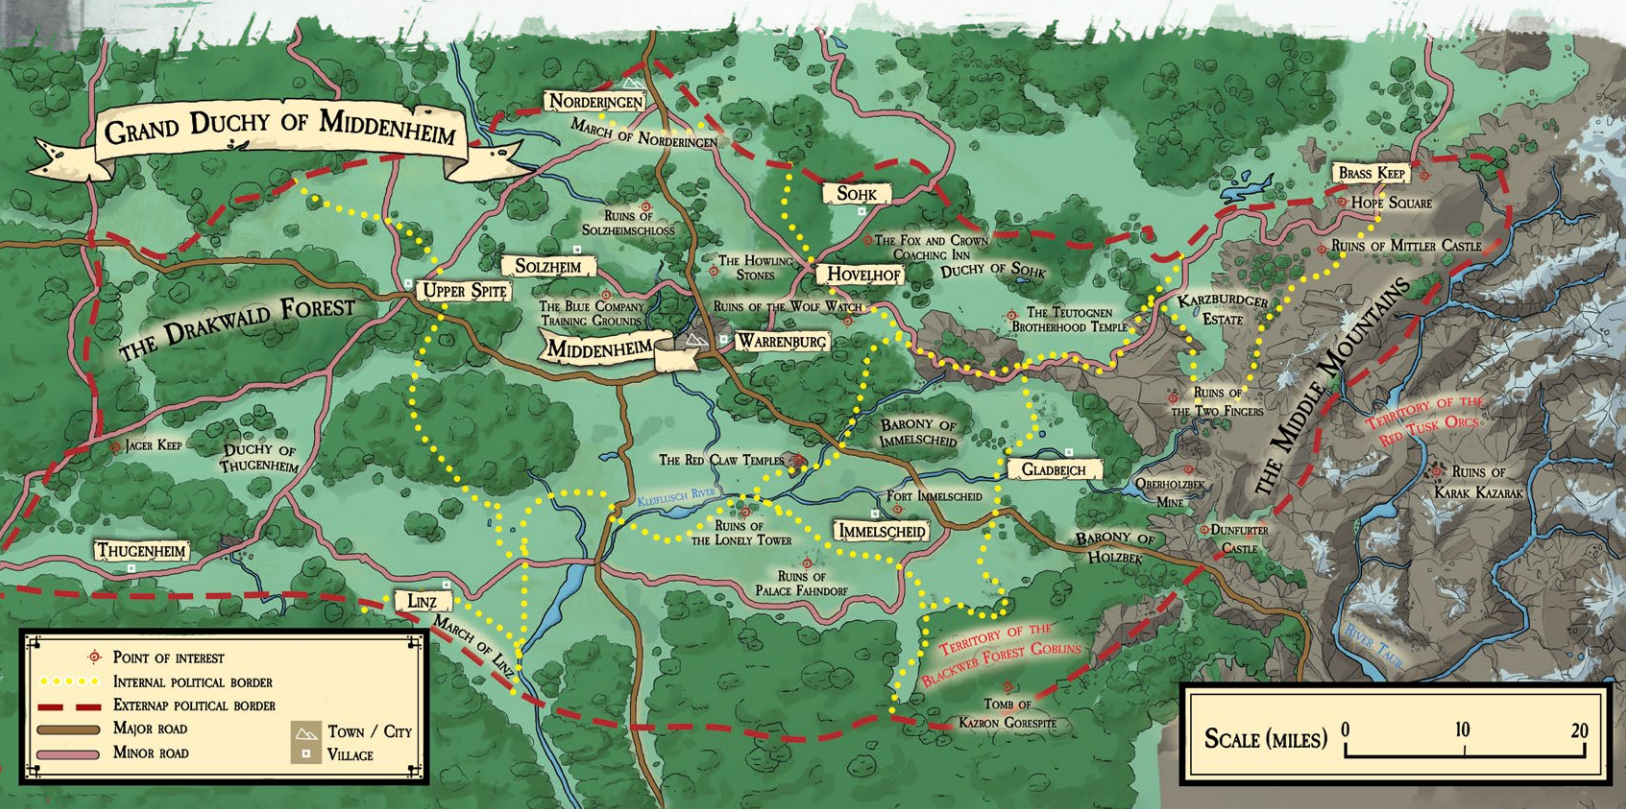 Grand Duchy of Middenheim
Norderingen
March of Norderingen
Brass Keep
Hope Square
Sohk
Ruins of
Solzheimschloss
Ruins of Mittler Castle
The Fox and Crown
Coaching Inn
Duchy of Sohk
Solzheim
The Howling
Stones
Hovelhof
Upper Spite
The Blue Company
Training Grounds
Ruins of the Wolf Watch
The Teutognen
Brotherhood Temple
Karzburdger
Estate
The Drakwald Forest
Middenheim
Warrenburg
The Middle Mountains
Ruins of
the Two Fingers
Territory of the
Red Tusk Orcs
Jager Keep
Duchy of
Thugenheim
Barony of
Immelscheid
The Red Claw Temples
Gladbeich
Oberholzbek
Mine
Ruins of
Karak Kazarak
Kleiflusch River
Fort Immelscheid
Ruins of
the Lonely Tower
Immelscheid
Dunfurter
Castle
Barony of
Holzbek
Thugenheim
Ruins of
Palace Fahndorf
Linz
March of Linz
Territory of the
Blackweb Forest Goblins
River Taub
Tomb of
Kazron Gorespite
Point of interest
Internal political border
Externap political border
Major road
Minor road
Town / City
Village
Scale (miles)
0 10 20